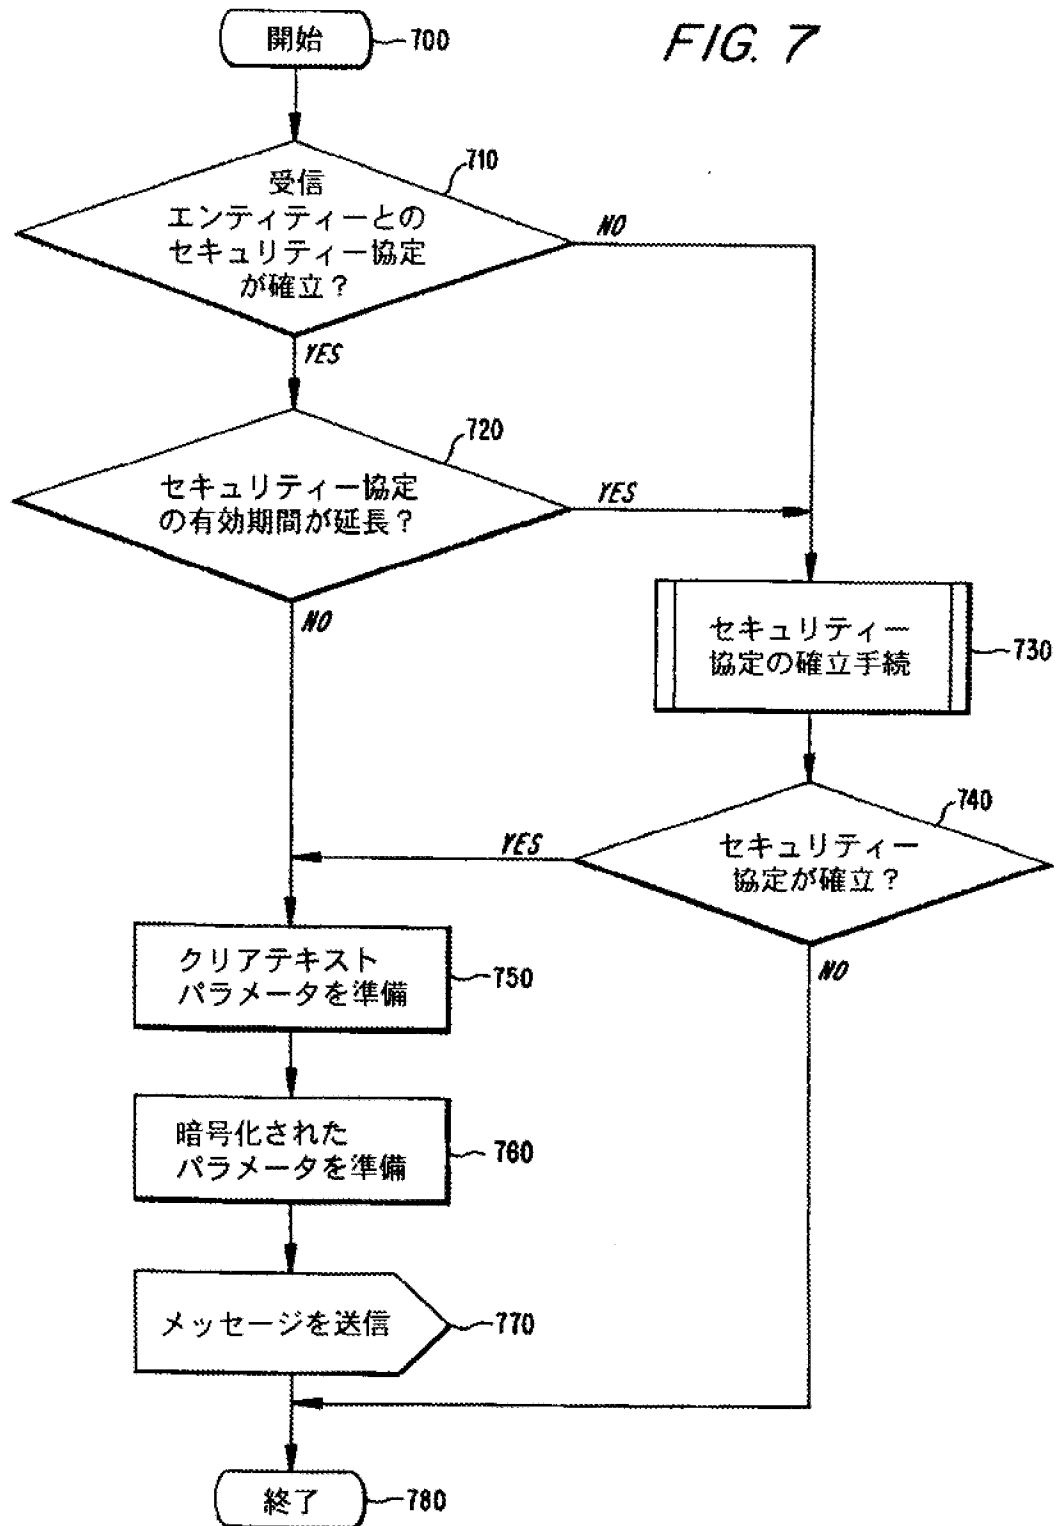 FIG. 7
開始
700
710
受信
エンティティーとの
セキュリティー協定
が確立？
NO
YES
720
セキュリティー協定
の有効期間が延長？
YES
NO
セキュリティー
協定の確立手続
730
740
セキュリティー
協定が確立？
YES
NO
クリアテキスト
パラメータを準備
750
暗号化された
パラメータを準備
760
メッセージを送信
770
終了
780